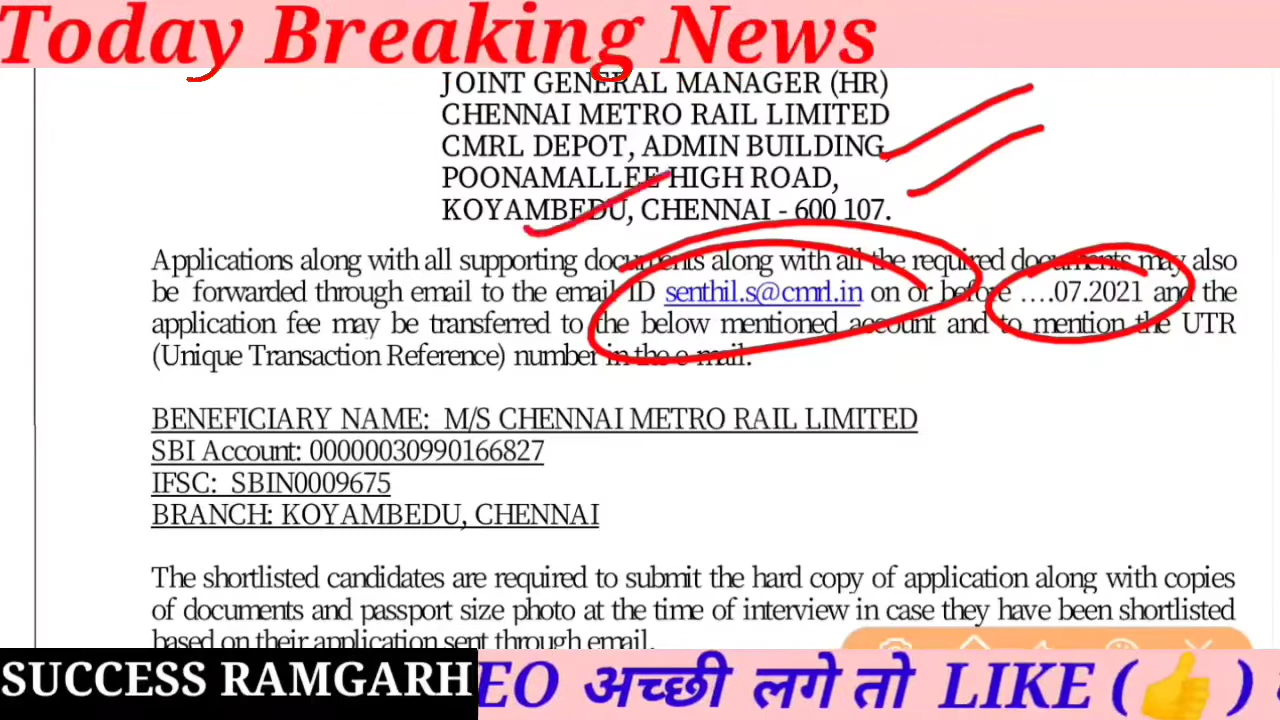 Today Breaking News
JOINT GENERAL MANAGER (HR)
CHENNAI METRO RAIL LIMITED
CMRL DEPOT, ADMIN BUILDING,
POONAMALLEE HIGH ROAD,
KOYAMBEDU, CHENNAI - 600 107.
Applications along with all supporting documents along with all the required documents may also
be forwarded through email to the email ID senthil.s@cmrl.in on or before ....07.2021 and the
application fee may be transferred to the below mentioned account and to mention the UTR
(Unique Transaction Reference) number in the e-mail.
BENEFICIARY NAME: M/S CHENNAI METRO RAIL LIMITED
SBI Account: 00000030990166827
IFSC: SBIN0009675
BRANCH: KOYAMBEDU, CHENNAI
The shortlisted candidates are required to submit the hard copy of application along with copies
of documents and passport size photo at the time of interview in case they have been shortlisted
based on their application sent through email.
SUCCESS RAMGARH EO अच्छी लगे तो LIKE (👍)